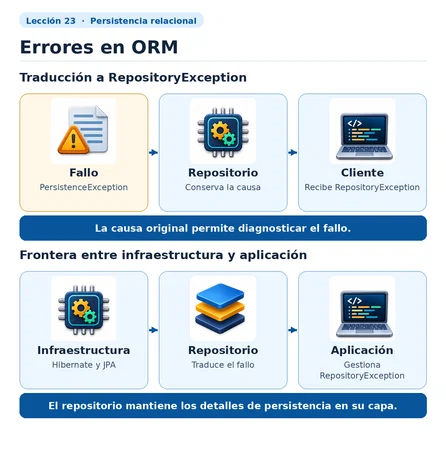 Lección 23 · Persistencia relacional
Errores en ORM
Traducción a RepositoryException
Fallo
PersistenceException
Repositorio
Conserva la causa
</>
Cliente
Recibe RepositoryException
La causa original permite diagnosticar el fallo.
Frontera entre infraestructura y aplicación
Infraestructura
Hibernate y JPA
Repositorio
Traduce el fallo
</>
Aplicación
Gestiona
RepositoryException
El repositorio mantiene los detalles de persistencia en su capa.